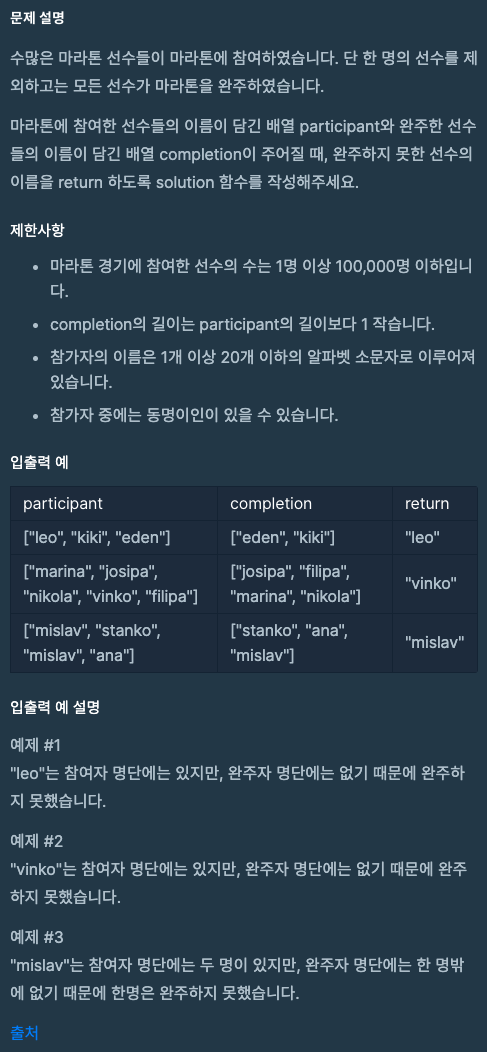 문제 설명
수많은 마라톤 선수들이 마라톤에 참여하였습니다. 단 한 명의 선수를 제
외하고는 모든 선수가 마라톤을 완주하였습니다.
마라톤에 참여한 선수들의 이름이 담긴 배열 participant와 완주한 선수
들의 이름이 담긴 배열 completion이 주어질 때, 완주하지 못한 선수의
이름을 return 하도록 solution 함수를 작성해주세요.
제한사항
• 마라톤 경기에 참여한 선수의 수는 1명 이상 100,000명 이하입니
다.
• completion의 길이는 participant의 길이보다 1 작습니다.
• 참가자의 이름은 1개 이상 20개 이하의 알파벳 소문자로 이루어져
있습니다.
• 참가자 중에는 동명이인이 있을 수 있습니다.
입출력 예
participant completion return
["leo", "kiki", "eden"] ["eden", "kiki"] "leo"
["marina", "josipa", ["josipa", "filipa",
"nikola", "vinko", "filipa"] "marina", "nikola"] "vinko"
["mislav", "stanko", ["stanko", "ana",
"mislav", "ana"] "mislav"] "mislav"
입출력 예 설명
예제 #1
"leo"는 참여자 명단에는 있지만, 완주자 명단에는 없기 때문에 완주하
지 못했습니다.
예제 #2
"vinko"는 참여자 명단에는 있지만, 완주자 명단에는 없기 때문에 완주
하지 못했습니다.
예제 #3
"mislav"는 참여자 명단에는 두 명이 있지만, 완주자 명단에는 한 명밖
에 없기 때문에 한명은 완주하지 못했습니다.
출처